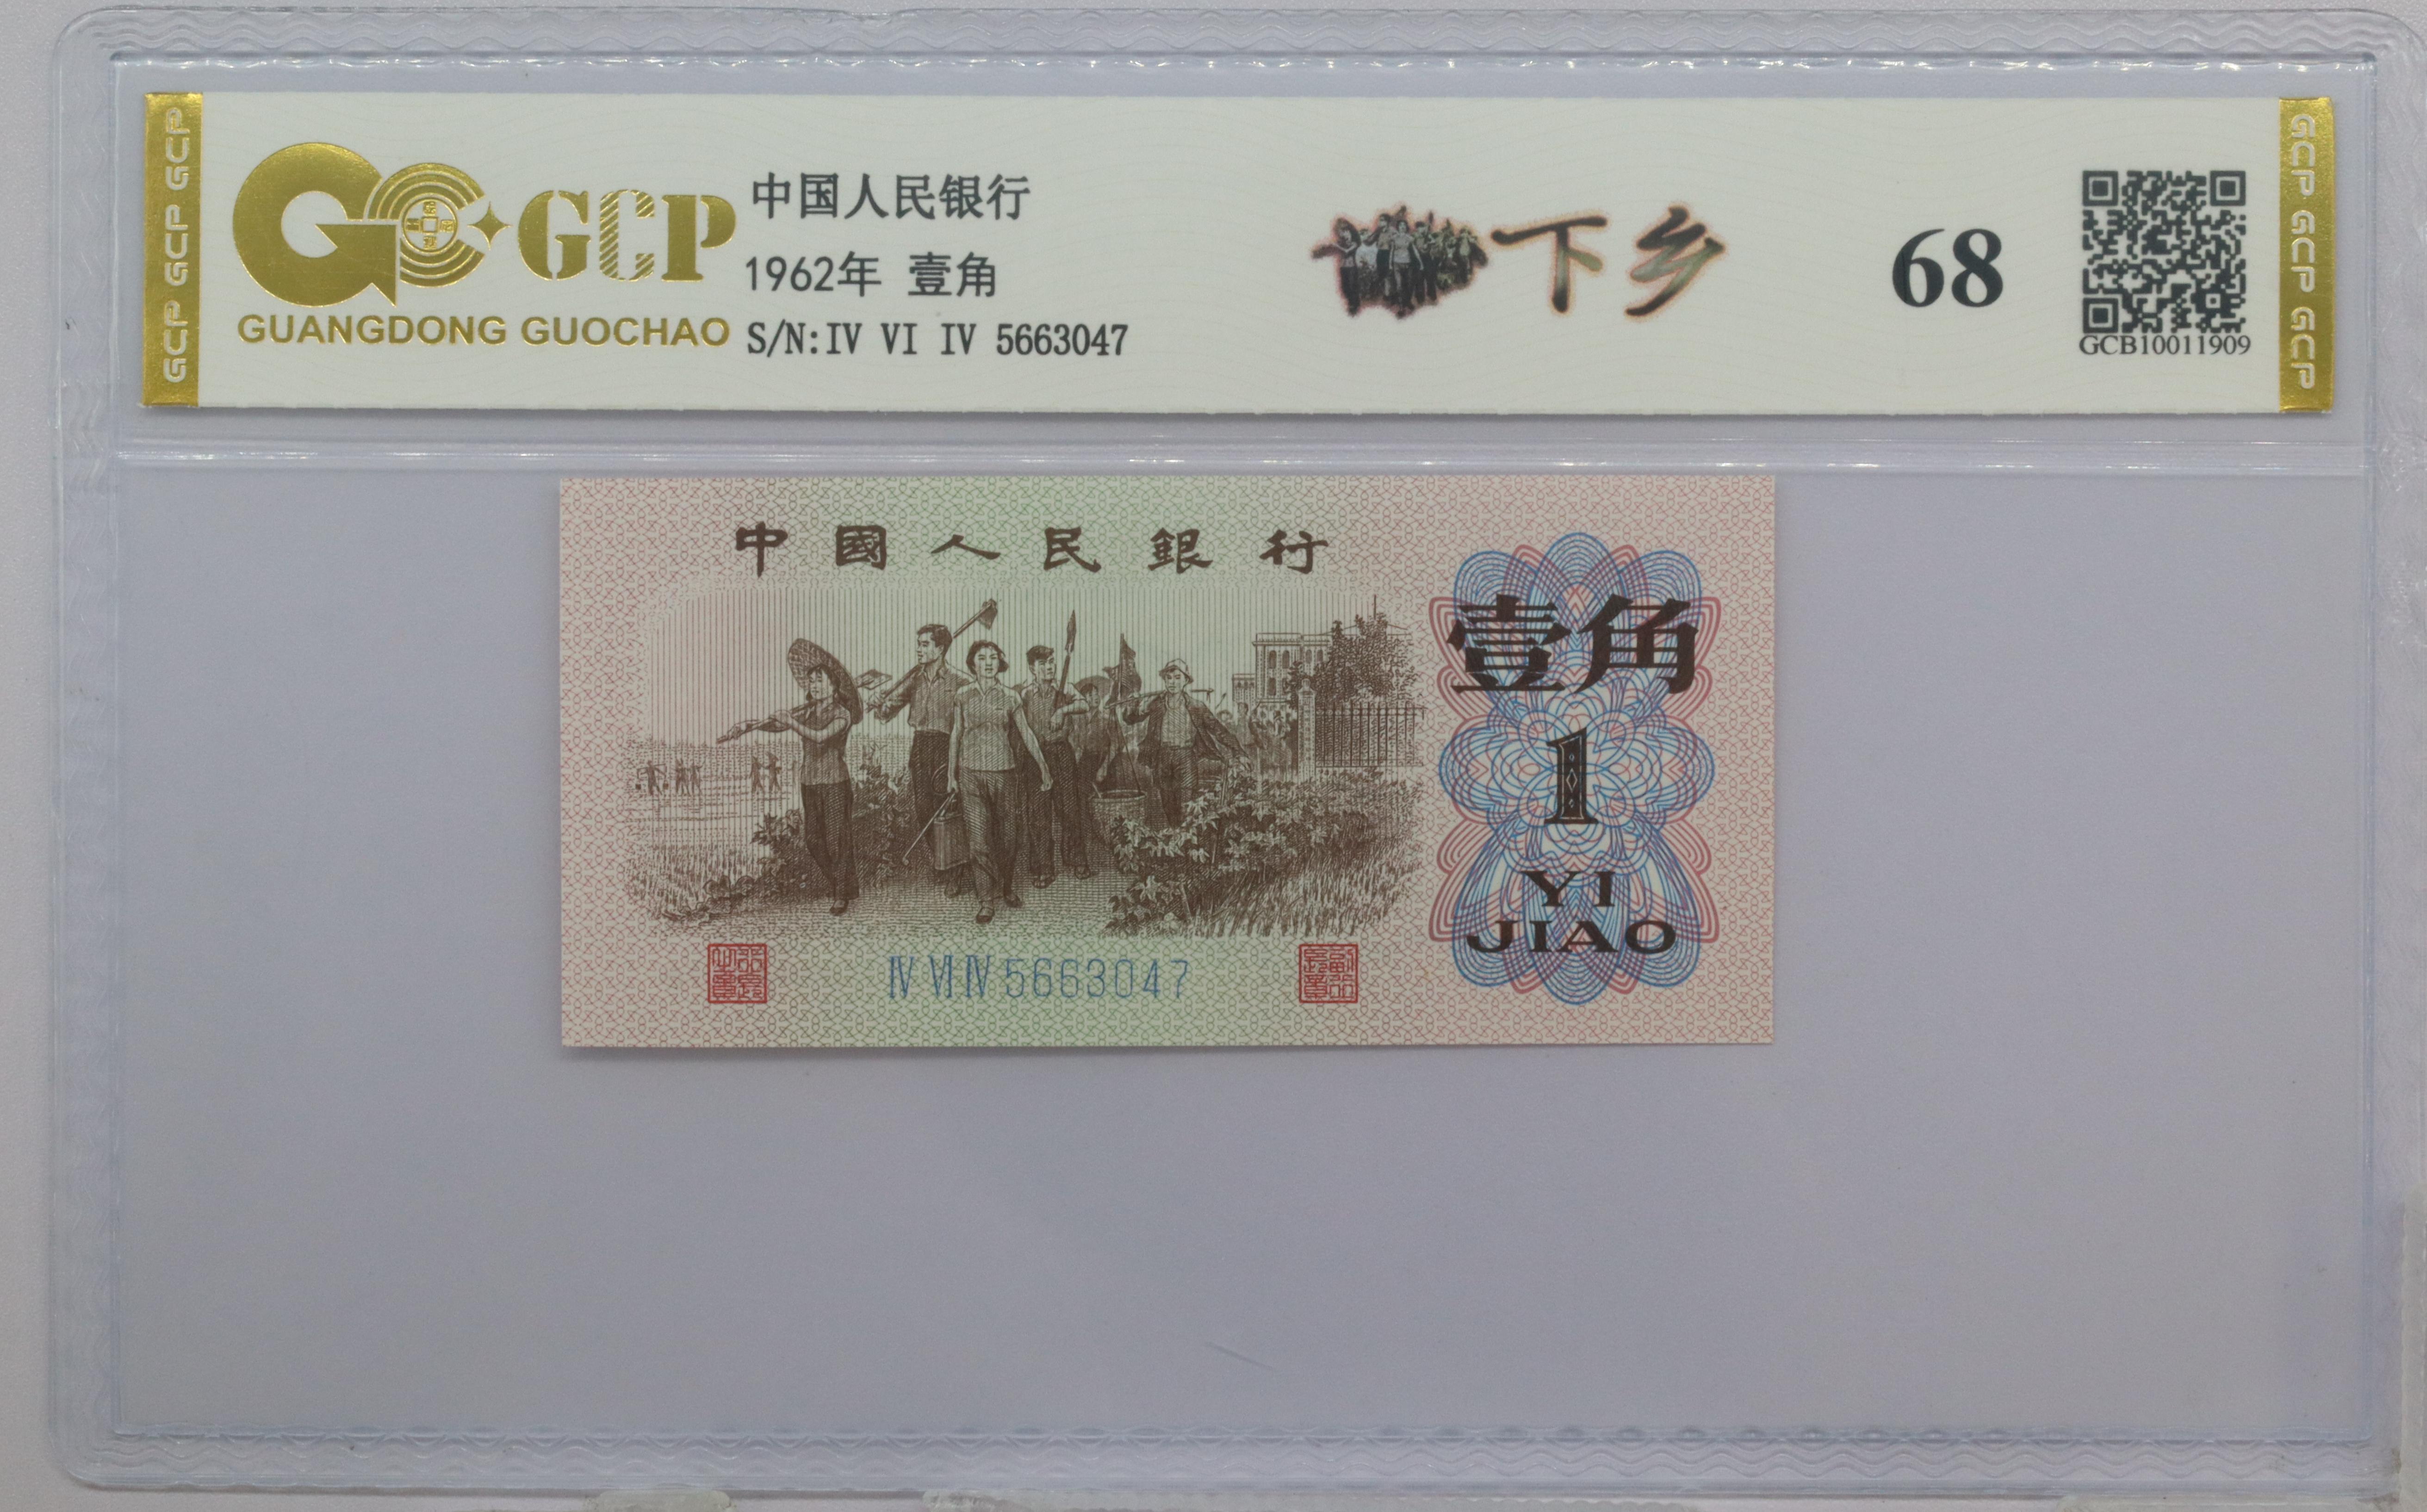 GCP GCP GCP
GCP
GUANGDONG GUOCHAO
中国人民银行
1962年 壹角
S/N:IV VI IV 5663047
下乡
68
GCB10011909
GCP GCP GCP
中國人民銀行
壹角
1
YI
JIAO
Ⅳ Ⅵ Ⅳ 5663047